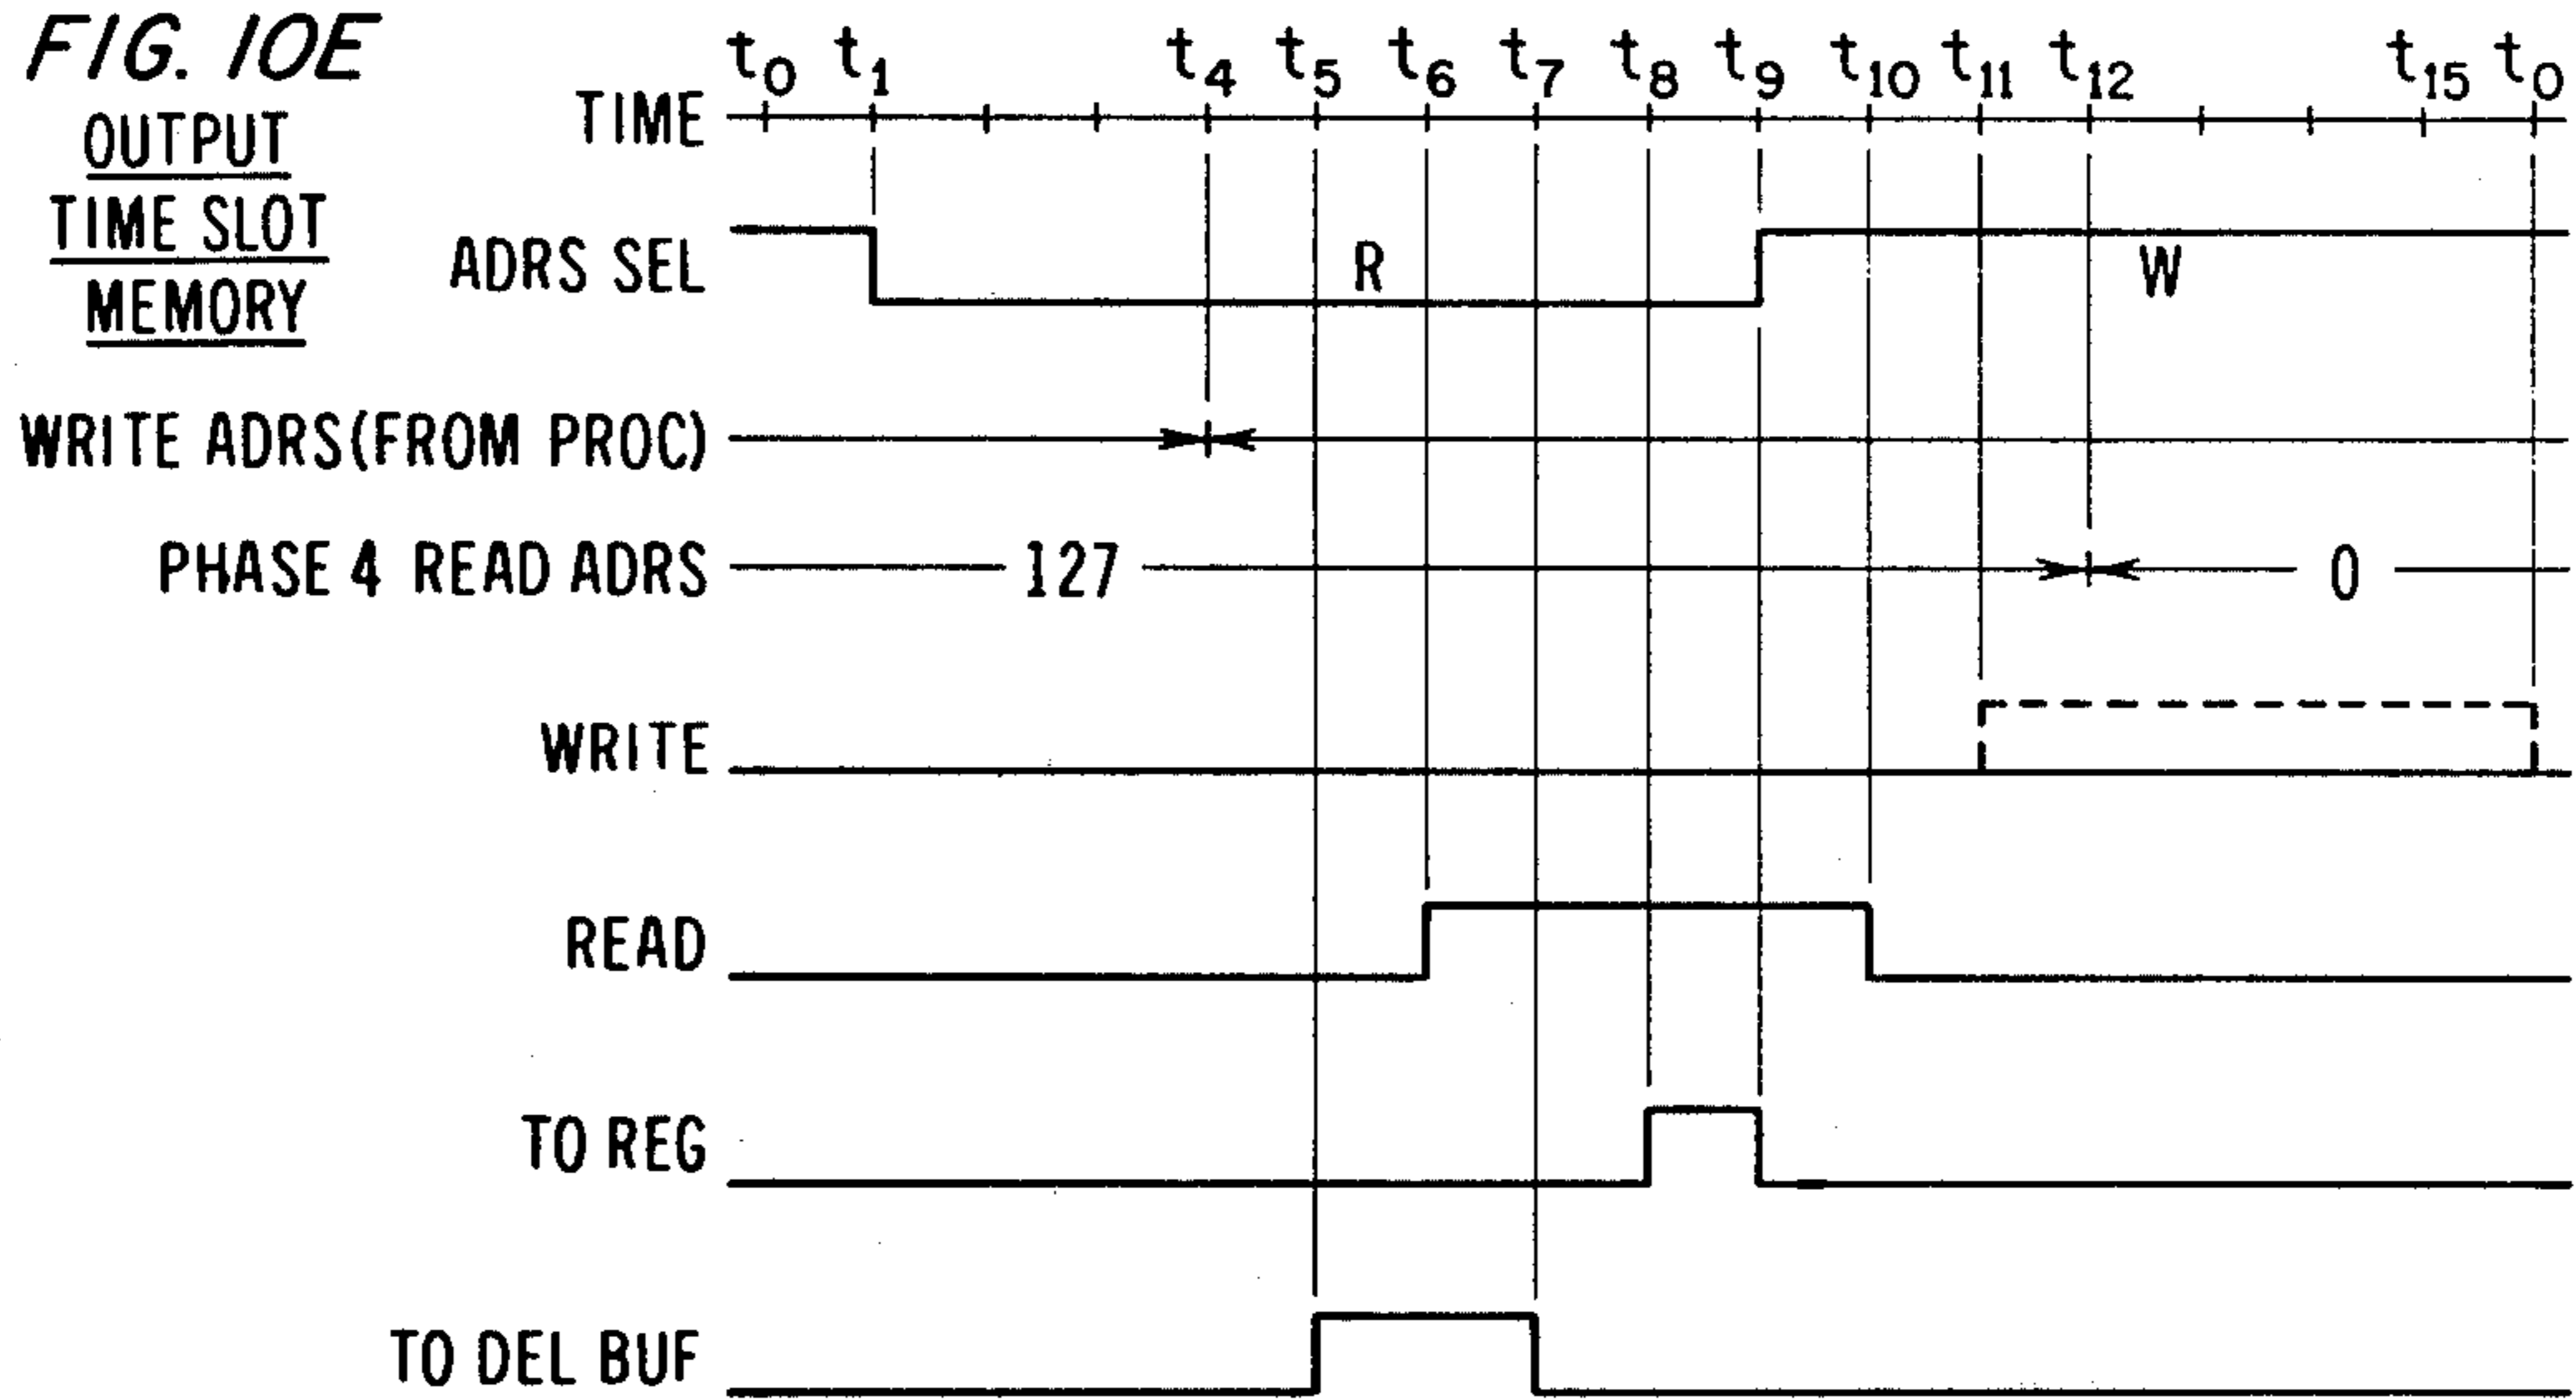 FIG. 10E
OUTPUT
TIME SLOT
MEMORY
t0 t1 t4 t5 t6 t7 t8 t9 t10 t11 t12 t15 t0
TIME
ADRS SEL R W
WRITE ADRS(FROM PROC)
PHASE 4 READ ADRS 127 0
WRITE
READ
TO REG
TO DEL BUF